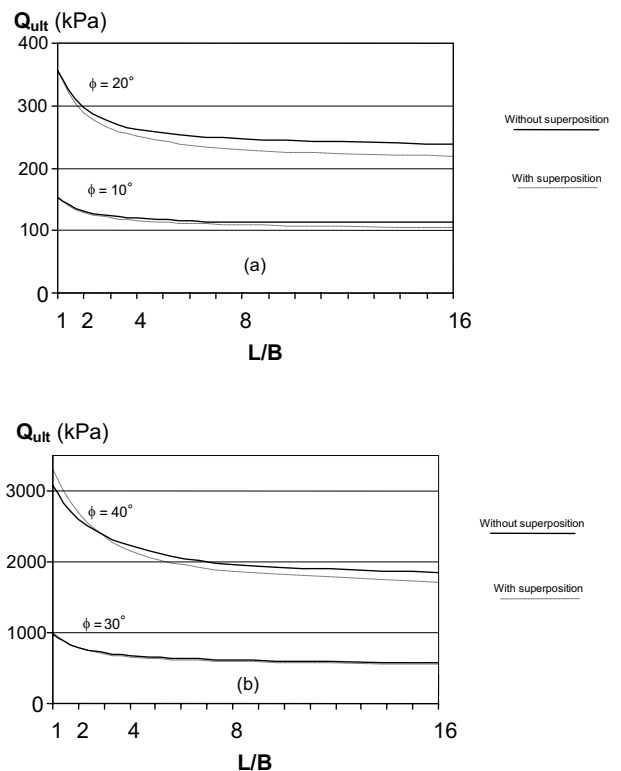 Qult (kPa)
400
300
200
100
0
ϕ = 20°
ϕ = 10°
(a)
1 2 4 8 16
L/B
Without superposition
With superposition
Qult (kPa)
3000
2000
1000
0
ϕ = 40°
ϕ = 30°
(b)
1 2 4 8 16
L/B
Without superposition
With superposition